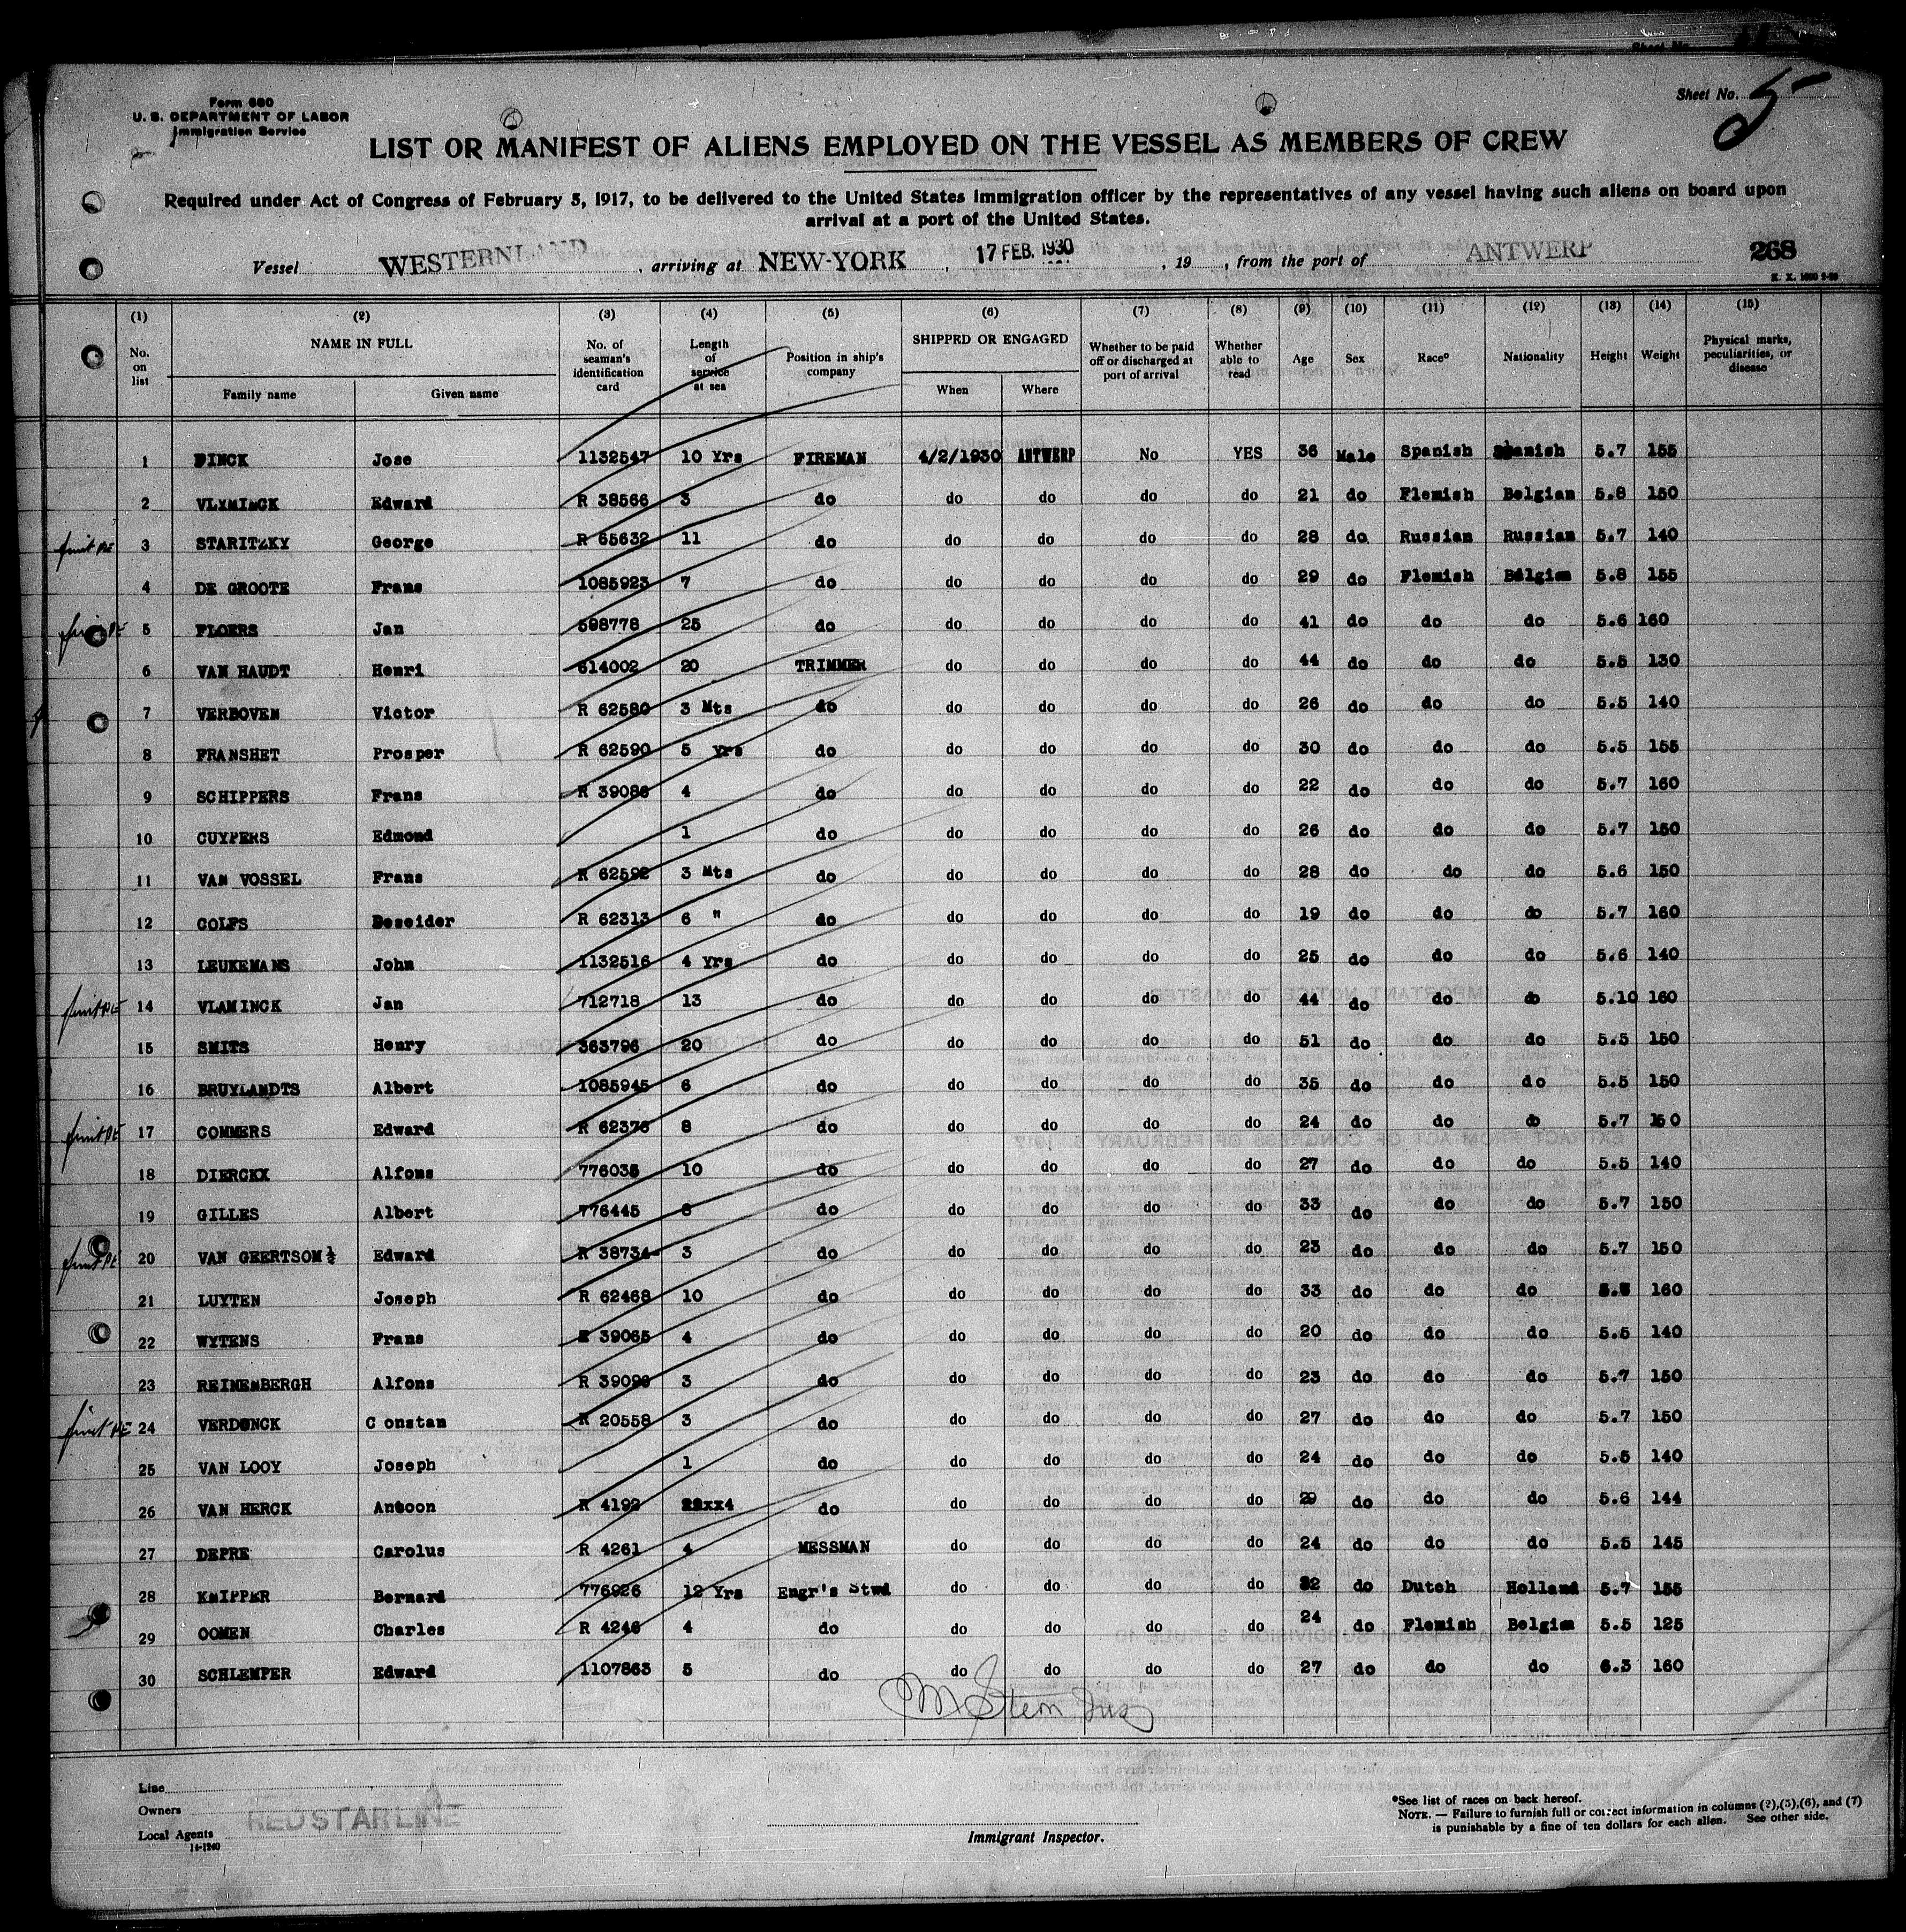 Sheet No. 5
Form 680
U. S. DEPARTMENT OF LABOR
Immigration Service
LIST OR MANIFEST OF ALIENS EMPLOYED ON THE VESSEL AS MEMBERS OF CREW
Required under Act of Congress of February 5, 1917, to be delivered to the United States immigration officer by the representatives of any vessel having such aliens on board upon
arrival at a port of the United States.
Vessel WESTERNLAND, arriving at NEW-YORK, 17 FEB. 1930, 19 , from the port of ANTWERP 268
(1) (2) (3) (4) (5) (6) (7) (8) (9) (10) (11) (12) (13) (14) (15)
No. on list NAME IN FULL Family name Given name No. of seaman's identification card Length of service at sea Position in ship's company SHIPPED OR ENGAGED When Where Whether to be paid off or discharged at port of arrival Whether able to read Age Sex Race* Nationality Height Weight Physical marks, peculiarities, or disease
1 PINCK Jose 1132547 10 Yrs FIREMAN 4/2/1930 ANTWERP No YES 36 Male Spanish Spanish 5.7 155
2 VLYMINCK Edward R 38566 3 do do do do do 21 do Flemish Belgian 5.8 150
3 STARITZKY George R 65632 11 do do do do do 28 do Russian Russian 5.7 140
4 DE GROOTE Frans 1085923 7 do do do do do 29 do Flemish Belgian 5.8 155
5 FLOERS Jan 598778 25 do do do do do 41 do do do 5.6 160
6 VAN HAUDT Henri 614002 20 TRIMMER do do do do 44 do do do 5.5 130
7 VERBOVEN Victor R 62580 3 Mts do do do do do 26 do do do 5.5 140
8 FRANSHET Prosper R 62590 5 yrs do do do do do 30 do do do 5.5 155
9 SCHIPPERS Frans R 39086 4 do do do do do 22 do do do 5.7 160
10 CUYPERS Edmond 1 do do do do do 26 do do do 5.7 150
11 VAN VOSSEL Frans R 62592 3 Mts do do do do do 28 do do do 5.6 150
12 COLFS Deseider R 62313 6 " do do do do do 19 do do do 5.7 160
13 LEUKEMANS John 1132516 4 Yrs do do do do do 25 do do do 5.6 140
14 VLAMINCK Jan 712718 13 do do do do do 44 do do do 5.10 160
15 SMITS Henry 363796 20 do do do do do 51 do do do 5.5 150
16 BRUYLANDTS Albert 1085945 6 do do do do do 35 do do do 5.5 150
17 COMMERS Edward R 62376 8 do do do do do 24 do do do 5.7 150
18 DIERCKX Alfons 776035 10 do do do do do 27 do do do 5.5 140
19 GILLES Albert 776445 8 do do do do do 33 do do do 5.7 150
20 VAN GEERTSOM ½ Edward R 38734 3 do do do do do 23 do do do 5.7 150
21 LUYTEN Joseph R 62468 10 do do do do do 33 do do do 160
22 WYTENS Frans R 39065 4 do do do do do 20 do do do 5.5 140
23 REINENBERGH Alfons R 39090 3 do do do do do 23 do do do 5.7 150
24 VERDONCK Constan R 20558 3 do do do do do 27 do do do 5.7 150
25 VAN LOOY Joseph 1 do do do do do 24 do do do 5.5 140
26 VAN HERCK Antoon R 4192 22xx4 do do do do do 29 do do do 5.6 144
27 DEPRE Carolus R 4261 4 MESSMAN do do do do 24 do do do 5.5 145
28 KNIPPER Bernard 776926 12 Yrs Engr's Stwd do do do do 32 do Dutch Holland 5.7 155
29 OOMEN Charles R 4246 4 do do do do do 24 do Flemish Belgian 5.5 125
30 SCHLEMPER Edward 1107863 5 do do do do do 27 do do do 6.3 160
M Stern Insp
Line
Owners RED STAR LINE
Local Agents
14-1240
Immigrant Inspector.
*See list of races on back hereof.
NOTE. — Failure to furnish full or correct information in columns (2),(5),(6), and (7)
is punishable by a fine of ten dollars for each alien. See other side.